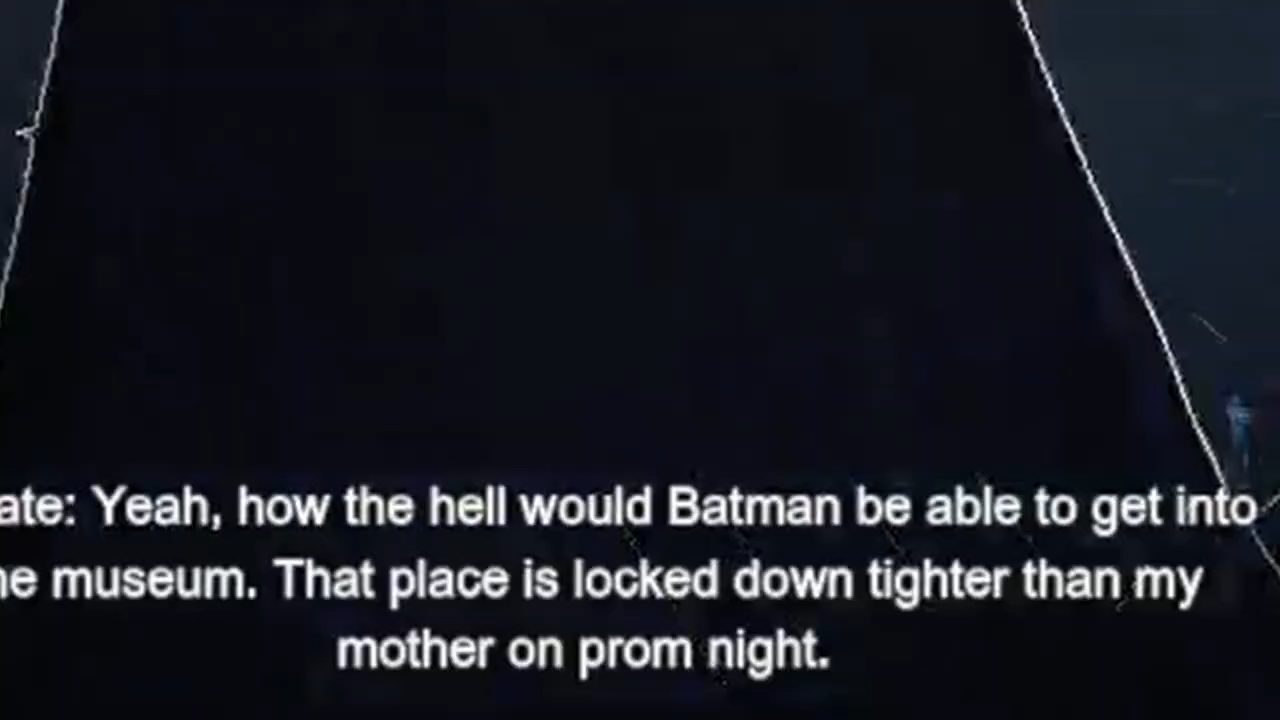 ate: Yeah, how the hell would Batman be able to get into
he museum. That place is locked down tighter than my
mother on prom night.